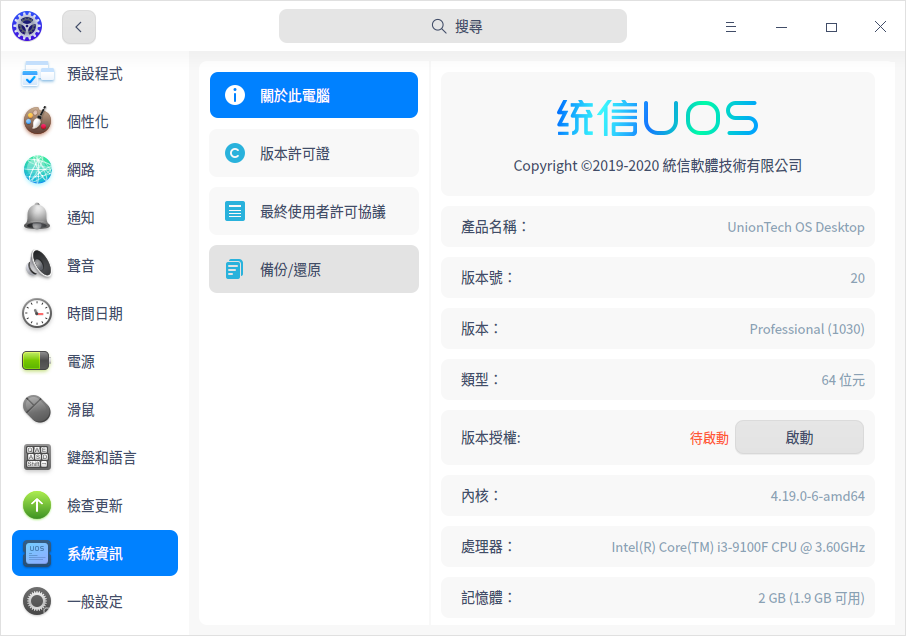 搜尋
預設程式
個性化
網路
通知
聲音
時間日期
電源
滑鼠
鍵盤和語言
檢查更新
系統資訊
一般設定
關於此電腦
版本許可證
最終使用者許可協議
備份/還原
統信UOS
Copyright ©2019-2020 統信軟體技術有限公司
產品名稱： UnionTech OS Desktop
版本號： 20
版本： Professional (1030)
類型： 64 位元
版本授權: 待啟動 啟動
內核： 4.19.0-6-amd64
處理器： Intel(R) Core(TM) i3-9100F CPU @ 3.60GHz
記憶體： 2 GB (1.9 GB 可用)